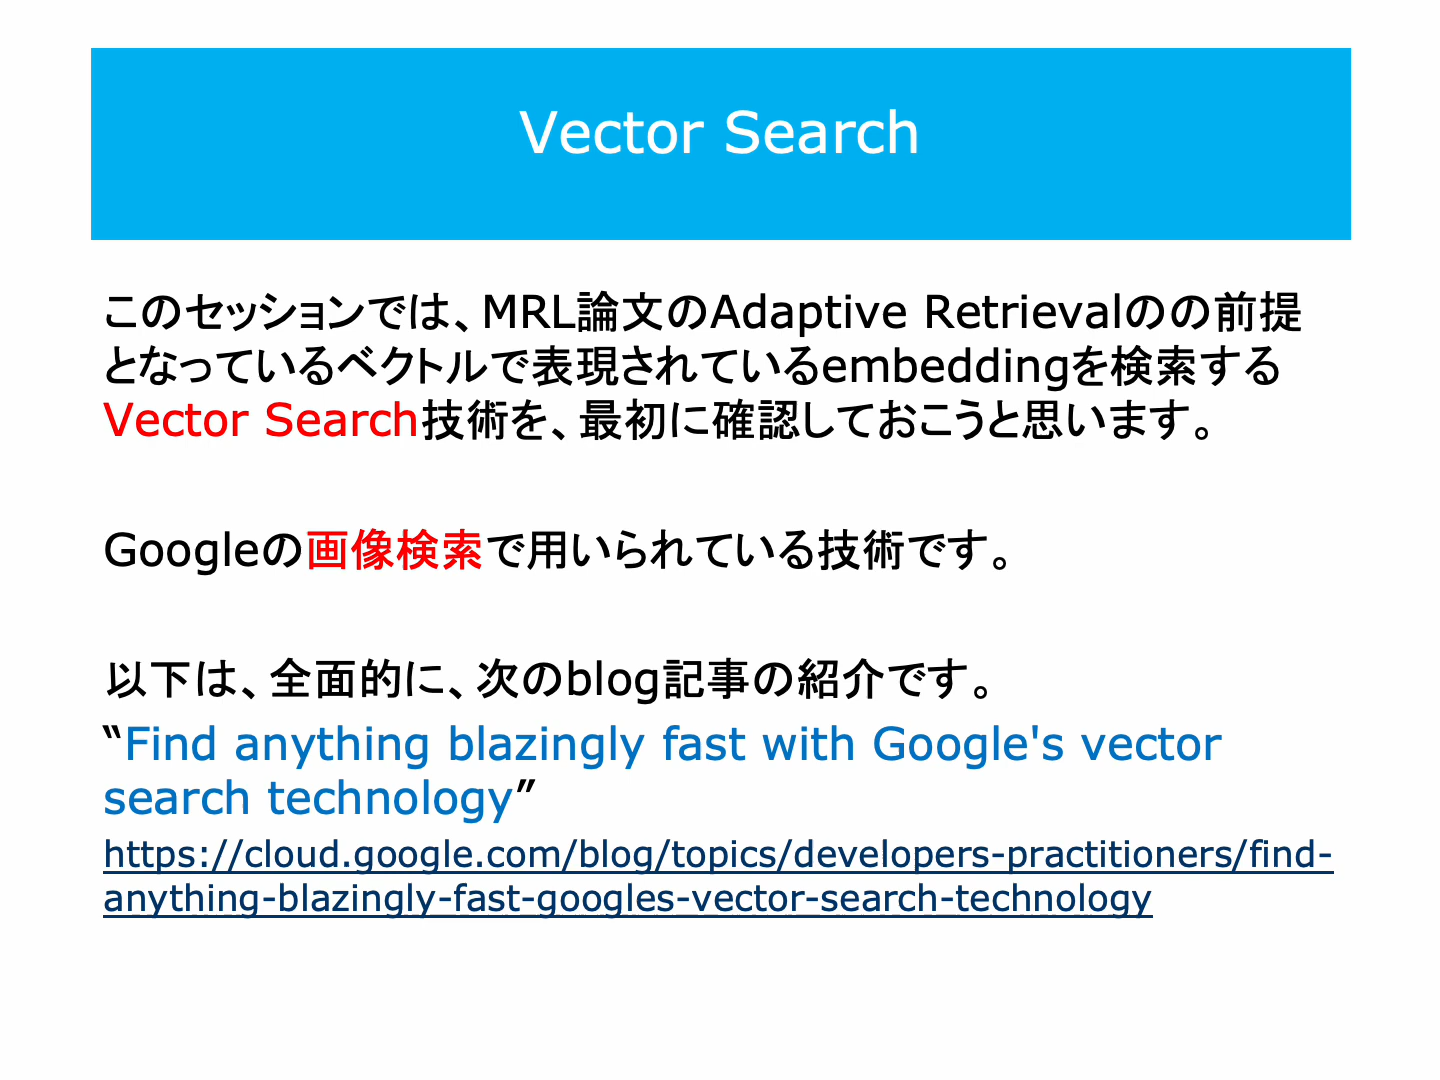 Vector Search
このセッションでは、MRL論文のAdaptive Retrievalのの前提
となっているベクトルで表現されているembeddingを検索する
Vector Search技術を、最初に確認しておこうと思います。
Googleの画像検索で用いられている技術です。
以下は、全面的に、次のblog記事の紹介です。
“Find anything blazingly fast with Google's vector
search technology”
https://cloud.google.com/blog/topics/developers-practitioners/find-
anything-blazingly-fast-googles-vector-search-technology